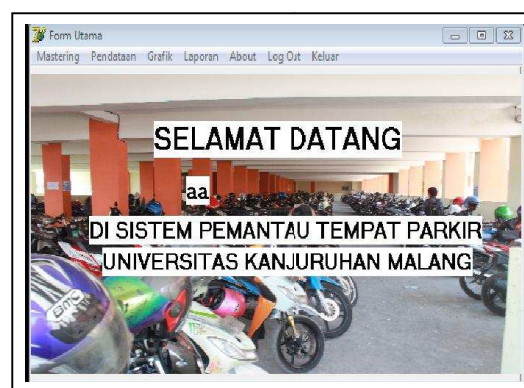 Form Utama
Mastering Pendataan Grafik Laporan About Log Out Keluar
SELAMAT DATANG
aa
DI SISTEM PEMANTAU TEMPAT PARKIR
UNIVERSITAS KANJURUHAN MALANG